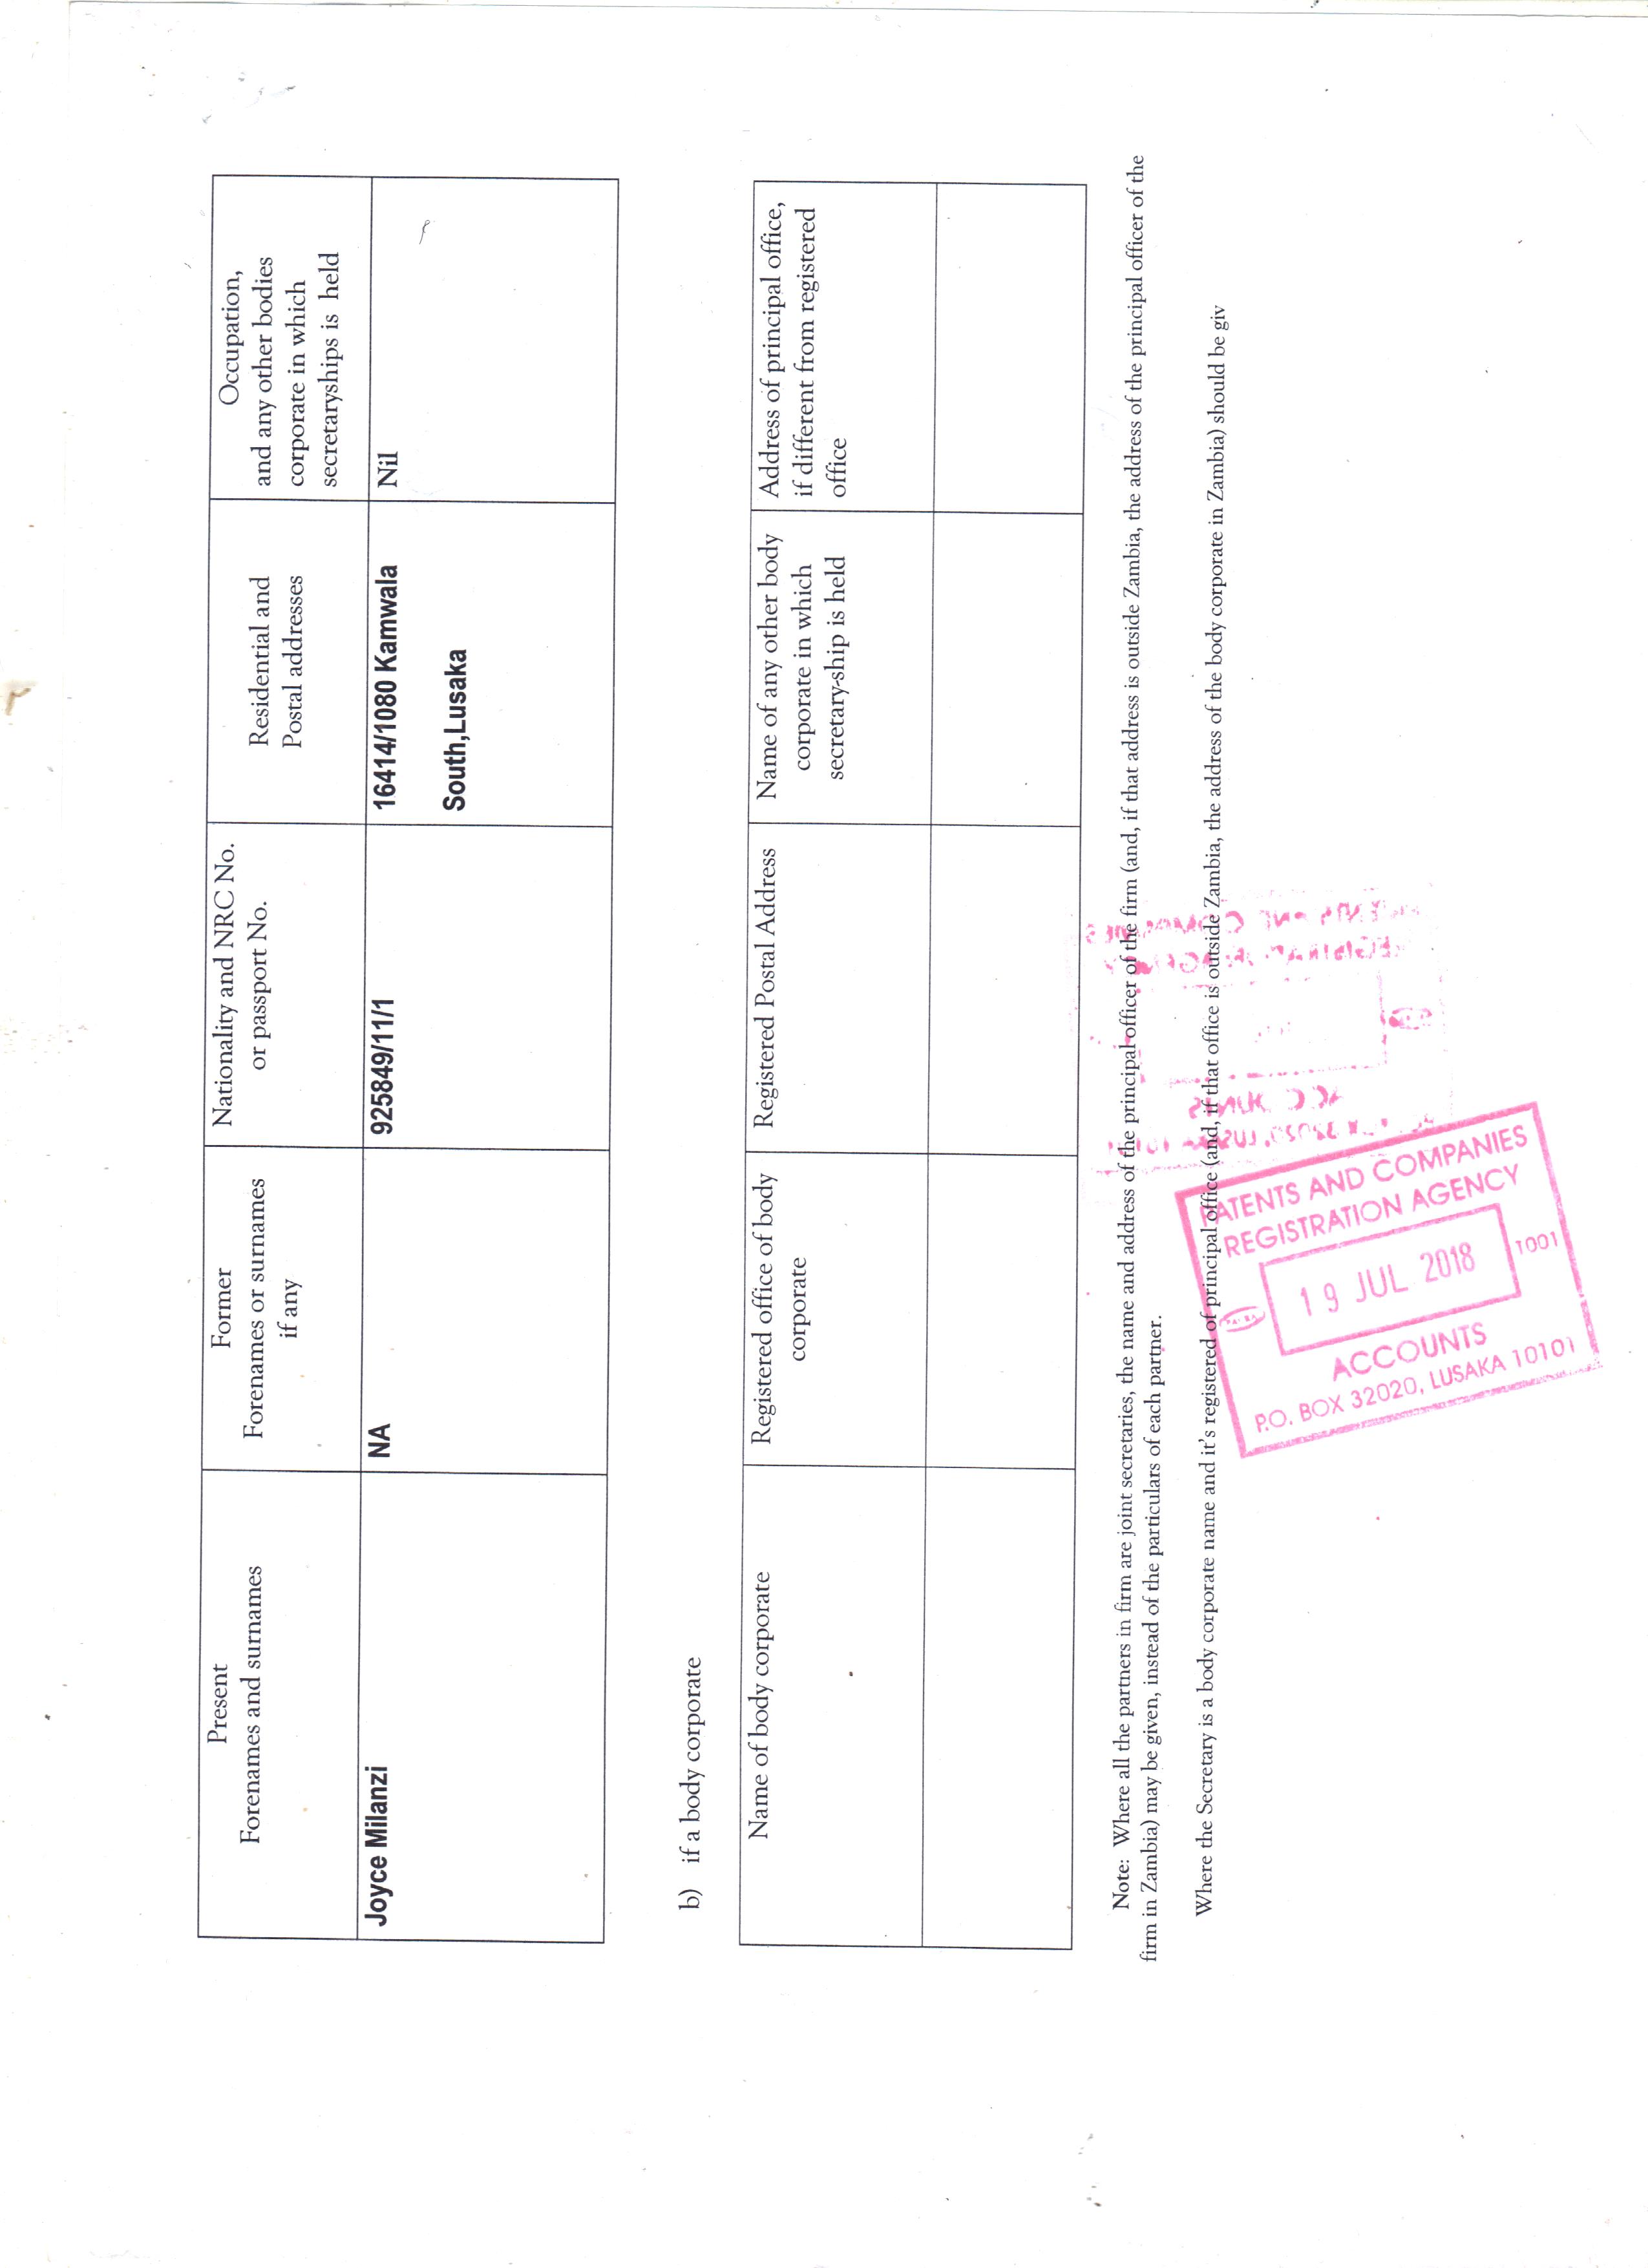 Present
Forenames and surnames
Former
Forenames or surnames
if any
Nationality and NRC No.
or passport No.
Residential and
Postal addresses
Occupation,
and any other bodies
corporate in which
secretaryships is held
Joyce Milanzi
NA
925849/11/1
16414/1080 Kamwala
South,Lusaka
Nil
b) if a body corporate
Name of body corporate
Registered office of body
corporate
Registered Postal Address
Name of any other body
corporate in which
secretary-ship is held
Address of principal office,
if different from registered
office
Note: Where all the partners in firm are joint secretaries, the name and address of the principal officer of the firm (and, if that address is outside Zambia, the address of the principal officer of the
firm in Zambia) may be given, instead of the particulars of each partner.
Where the Secretary is a body corporate name and it's registered of principal office (and, if that office is outside Zambia, the address of the body corporate in Zambia) should be giv
PATENTS AND COMPANIES
REGISTRATION AGENCY
19 JUL 2018
1001
ACCOUNTS
P.O. BOX 32020, LUSAKA 10101